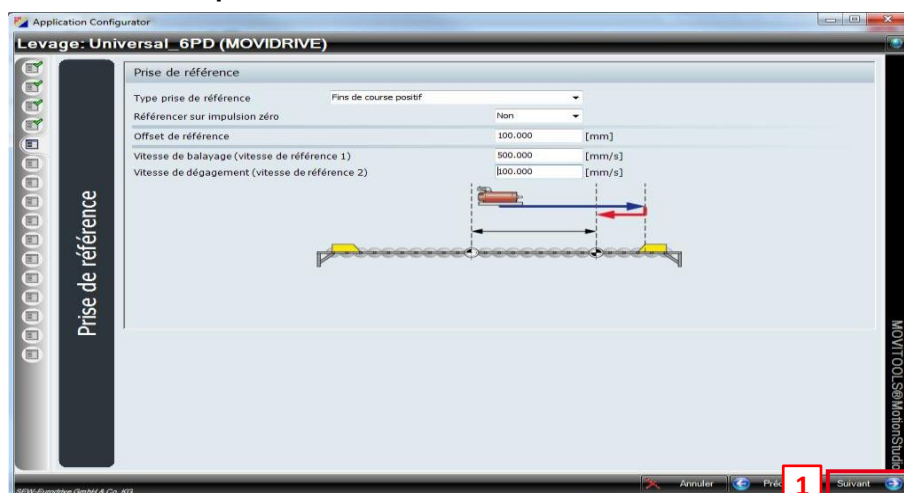 Application Configurator
Levage: Universal_6PD (MOVIDRIVE)
Prise de référence
Prise de référence
Type prise de référence Fins de course positif
Référencer sur impulsion zéro Non
Offset de référence 100.000 [mm]
Vitesse de balayage (vitesse de référence 1) 500.000 [mm/s]
Vitesse de dégagement (vitesse de référence 2) 100.000 [mm/s]
MOVITOOLS®MotionStudio
SEW-Eurodrive GmbH & Co. KG
Annuler Préc 1 Suivant